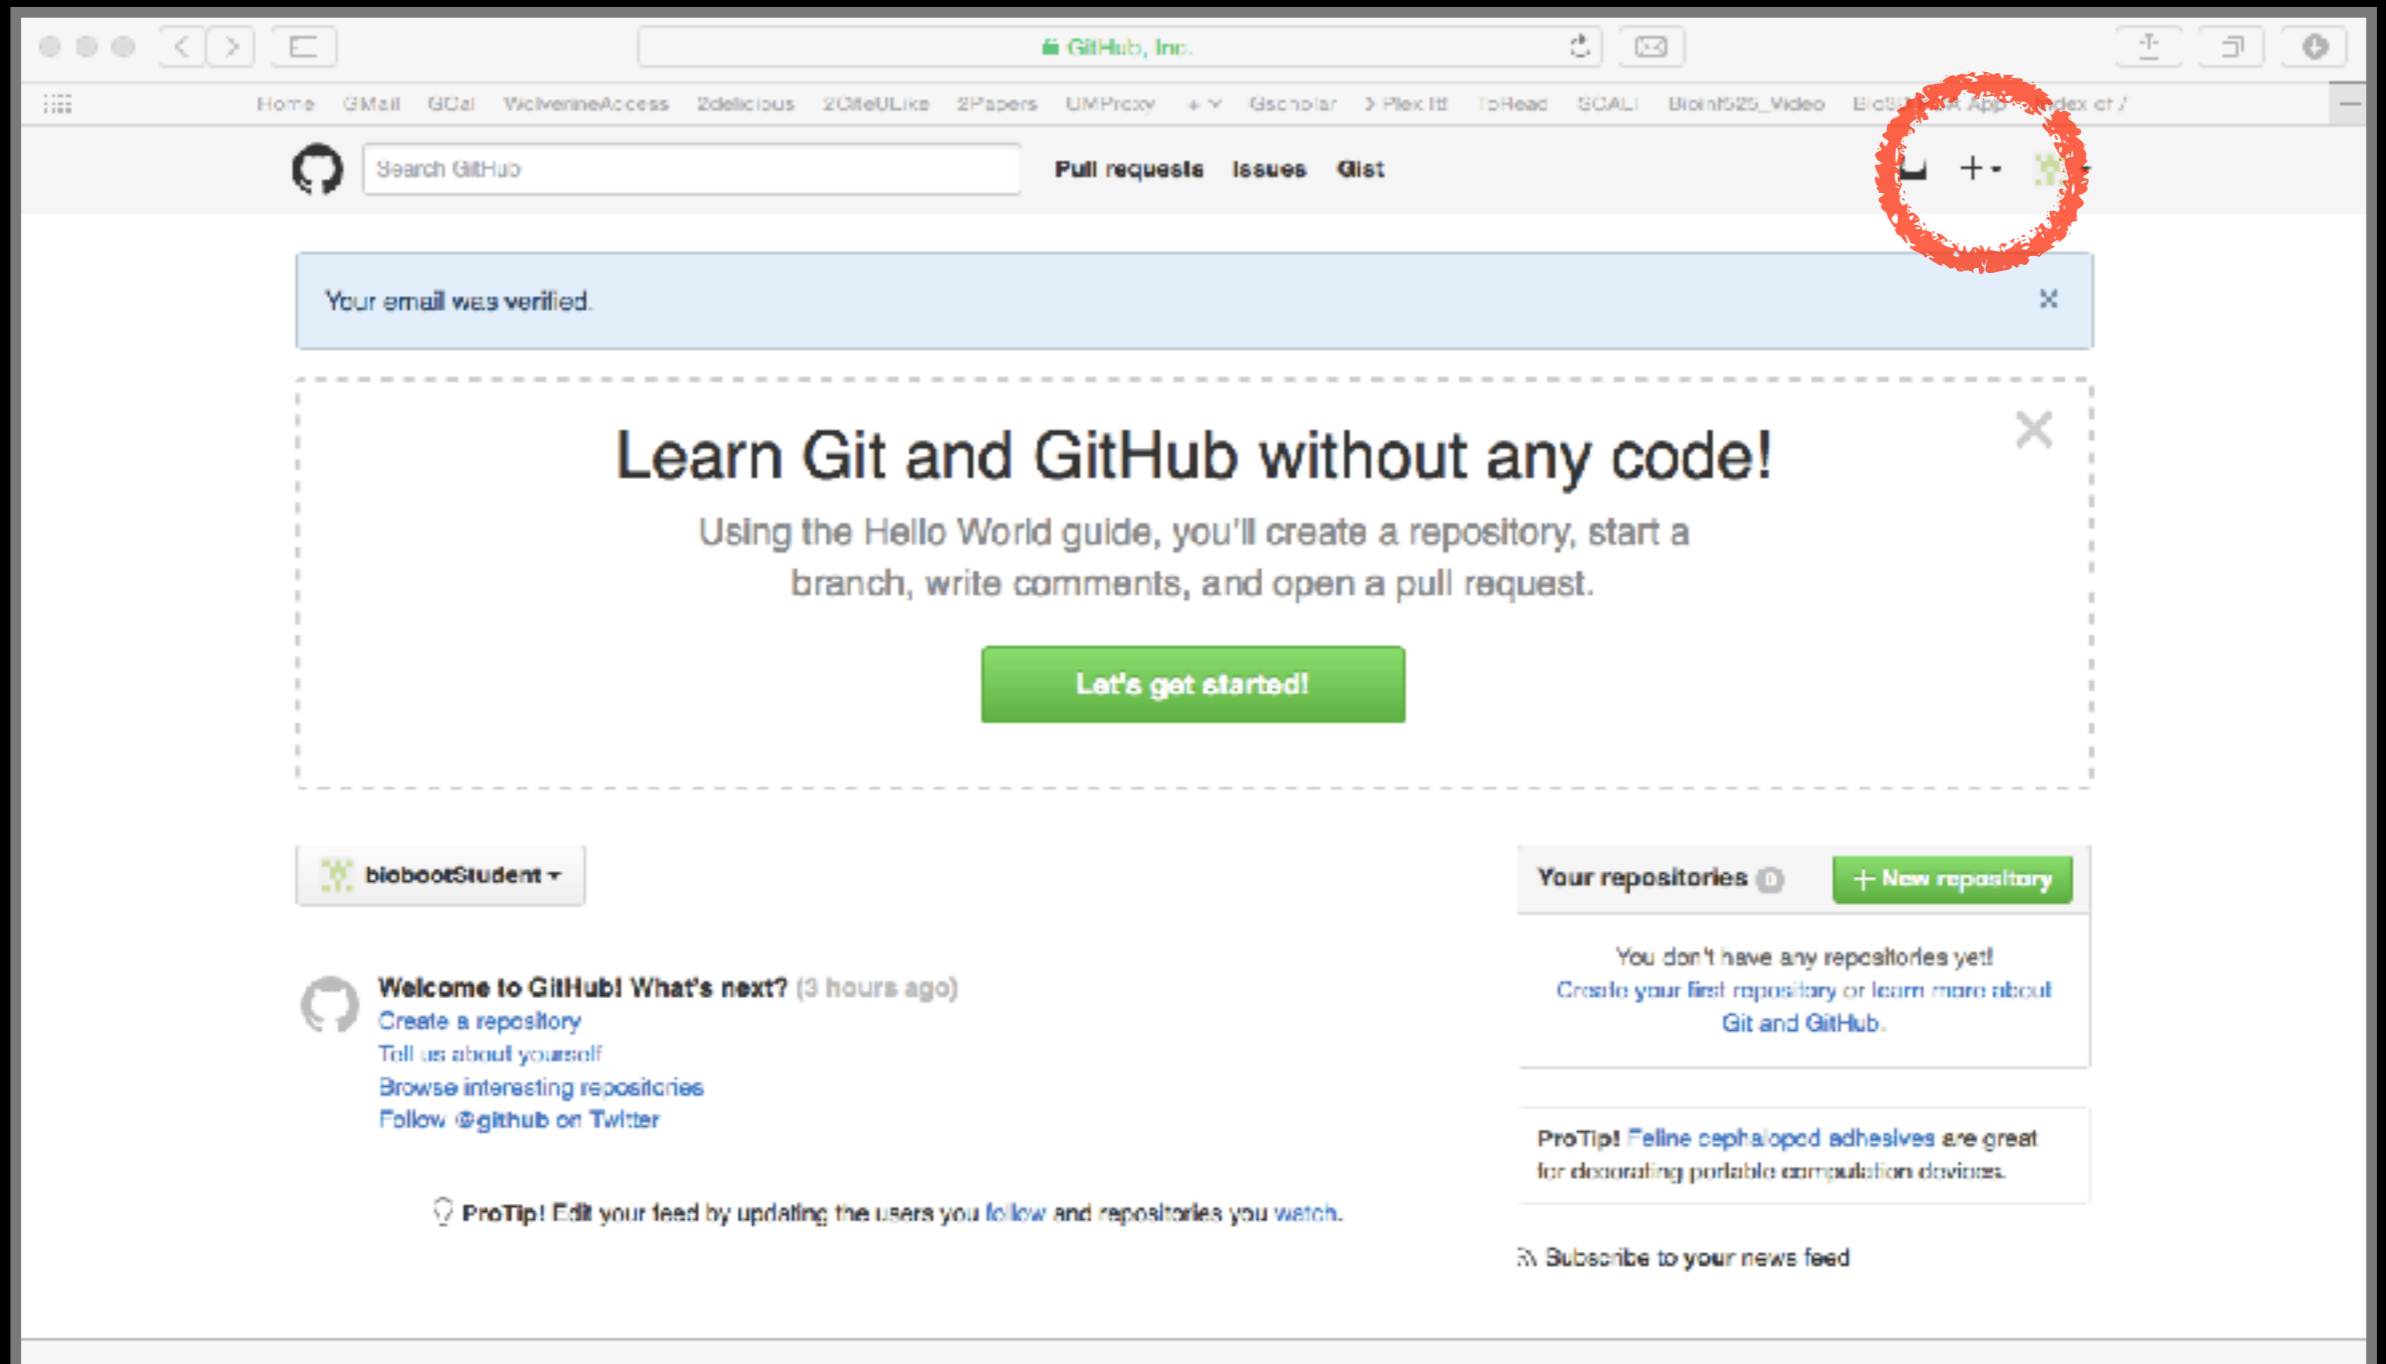 GitHub, Inc.
Home GMail GCal WolverineAccess 2delicious 2CiteULike 2Papers UMProxy + Gscholar > Plex It! ToRead Bioinf525_Video App Index of /
Search GitHub
Pull requests Issues Gist
Your email was verified.
Learn Git and GitHub without any code!
Using the Hello World guide, you'll create a repository, start a
branch, write comments, and open a pull request.
Let's get started!
biobootStudent
Your repositories 0 + New repository
You don't have any repositories yet!
Create your first repository or learn more about
Git and GitHub.
Welcome to GitHub! What's next? (3 hours ago)
Create a repository
Tell us about yourself
Browse interesting repositories
Follow @github on Twitter
ProTip! Feline cephalopod adhesives are great
for decorating portable computation devices.
ProTip! Edit your feed by updating the users you follow and repositories you watch.
Subscribe to your news feed